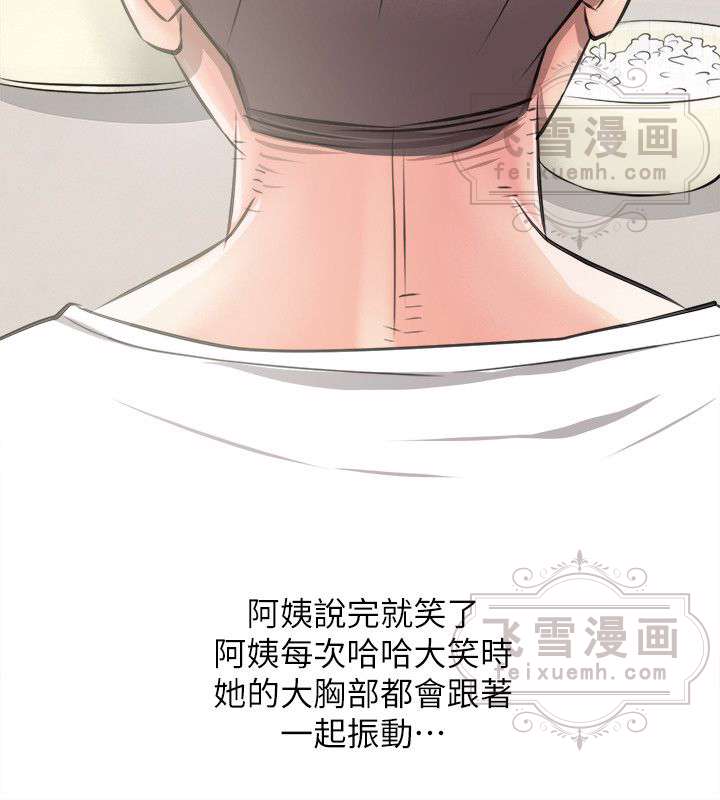 飞雪漫画
feixuemh.com
阿姨說完就笑了
阿姨每次哈哈大笑時
她的大胸部都會跟著
一起振動⋯
飞雪漫画
feixuemh.com